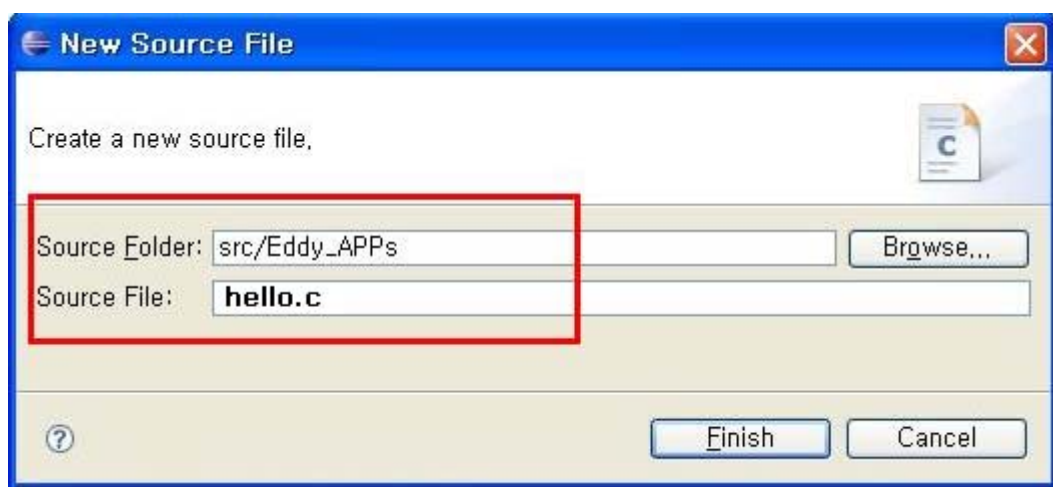 New Source File
Create a new source file,
C
Source Folder: src/Eddy_APPs Browse,,,
Source File: hello.c
? Finish Cancel